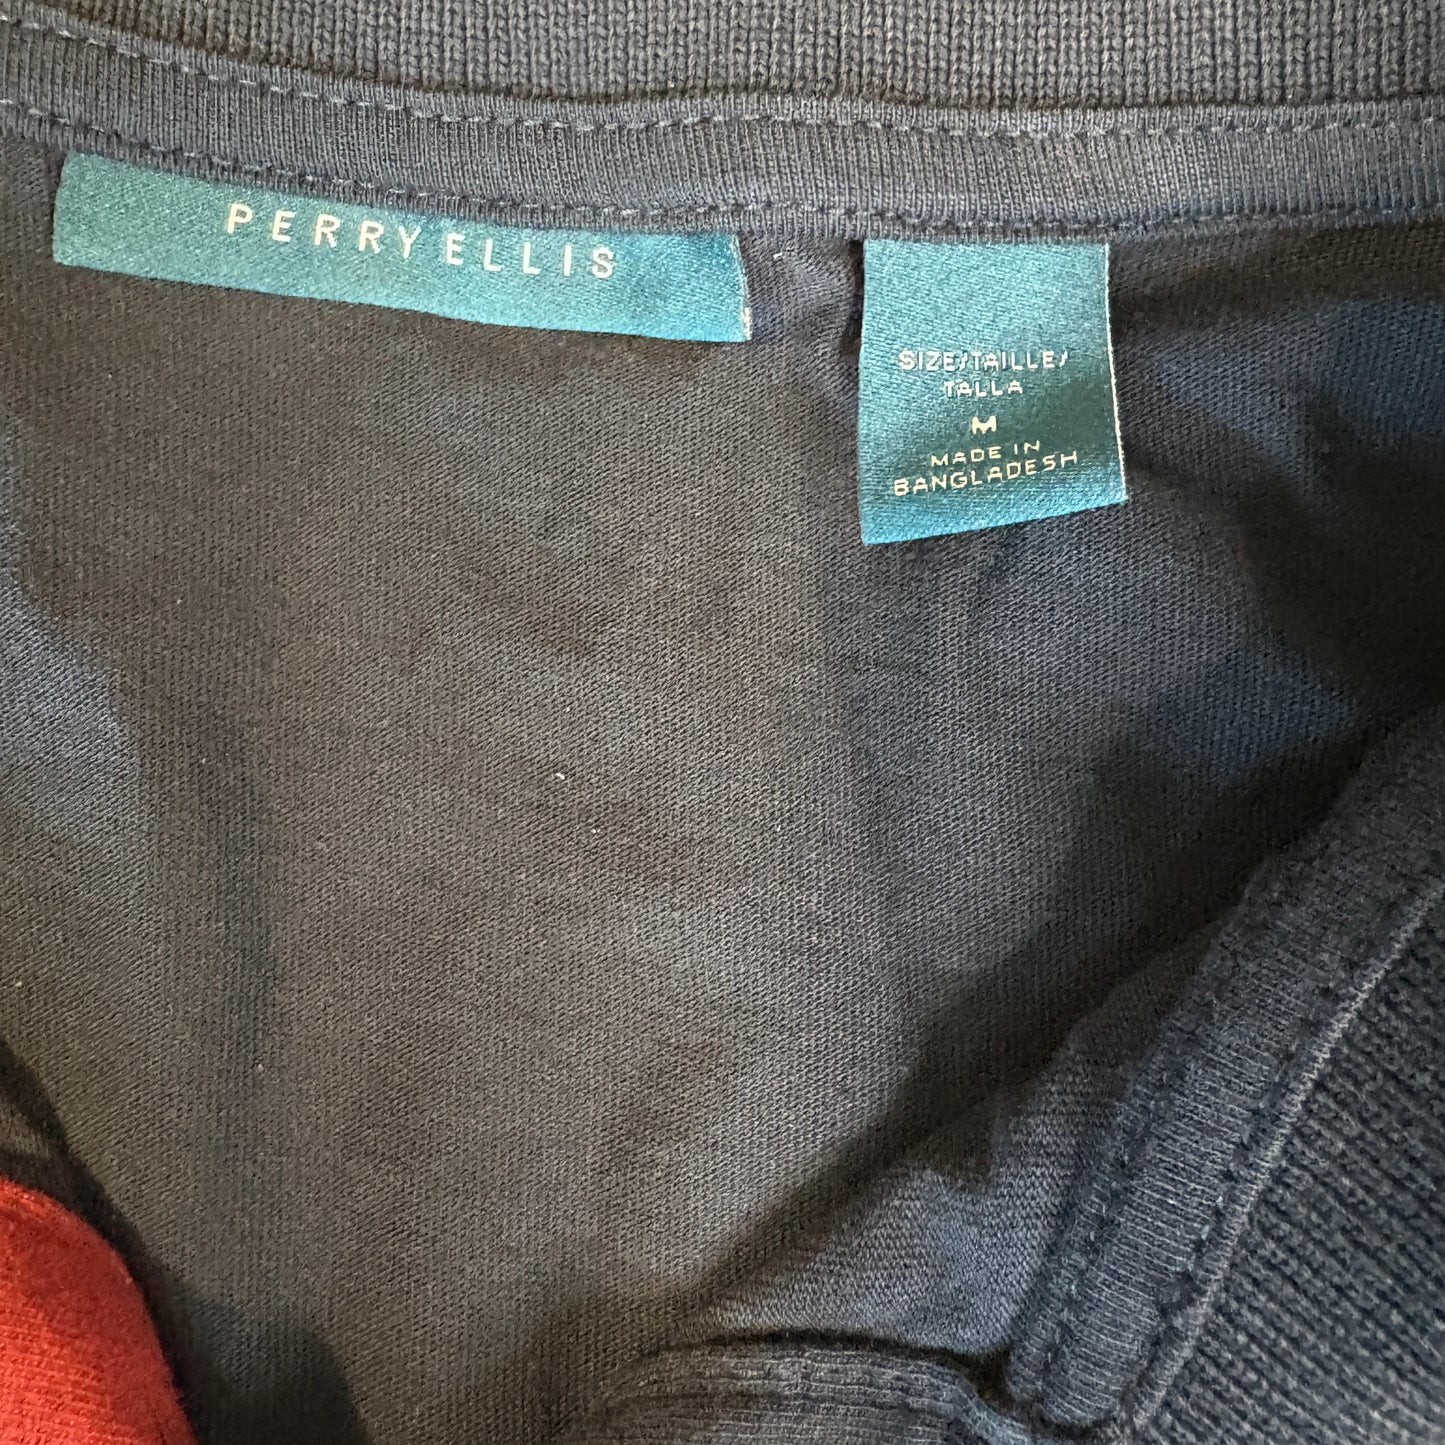 PERRY ELLIS
SIZE/TAILLE/
TALLA
M
MADE IN
BANGLADESH